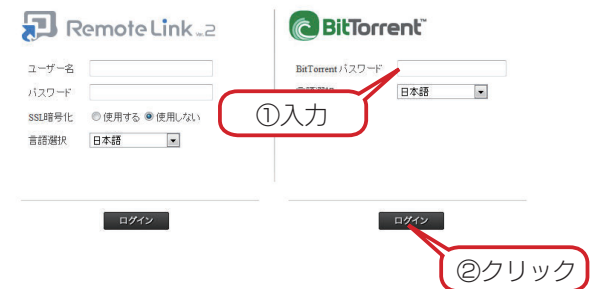 Remote Link ..2
ユーザー名
パスワード
SSL暗号化 使用する 使用しない
言語選択 日本語
ログイン
BitTorrent™
BitTorrent パスワード
日本語
①入力
ログイン
②クリック